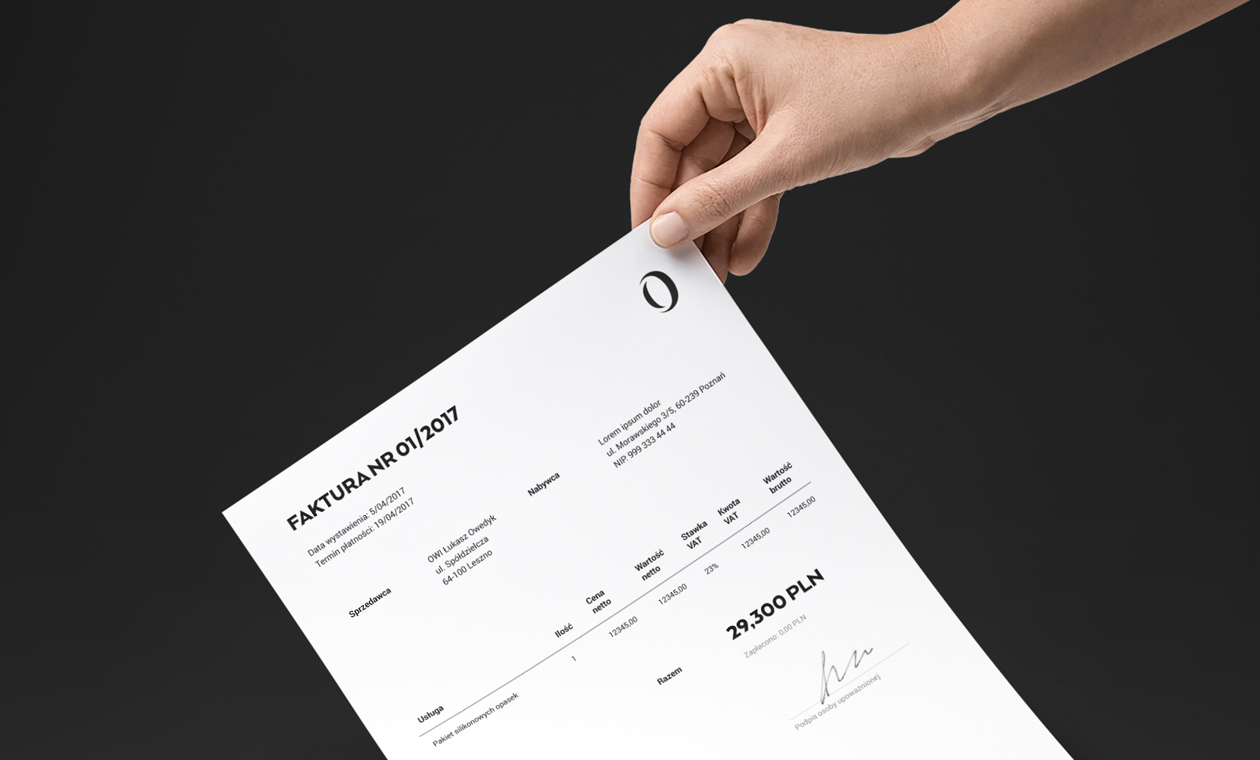 O
FAKTURA NR 01/2017
Data wystawienia: 5/04/2017
Termin płatności: 19/04/2017
Sprzedawca
OWI Łukasz Owedyk
ul. Spółdzielcza
64-100 Leszno
Nabywca
Lorem ipsum dolor
ul. Morawskiego 3/5, 60-239 Poznań
NIP. 999 333 44 44
Usługa
Ilość
Cena
netto
Wartość
netto
Stawka
VAT
Kwota
VAT
Wartość
brutto
Pakiet silikonowych opasek
1
12345,00
12345,00
23%
12345,00
12345,00
Razem
29,300 PLN
Zapłacono: 0,00 PLN
Podpis osoby upoważnionej